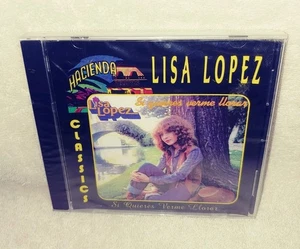 HACIENDA
LISA LOPEZ
Si quieres verme llorar
Lisa
Lopez
CLASSICS
Si Quieres Verme Llorar